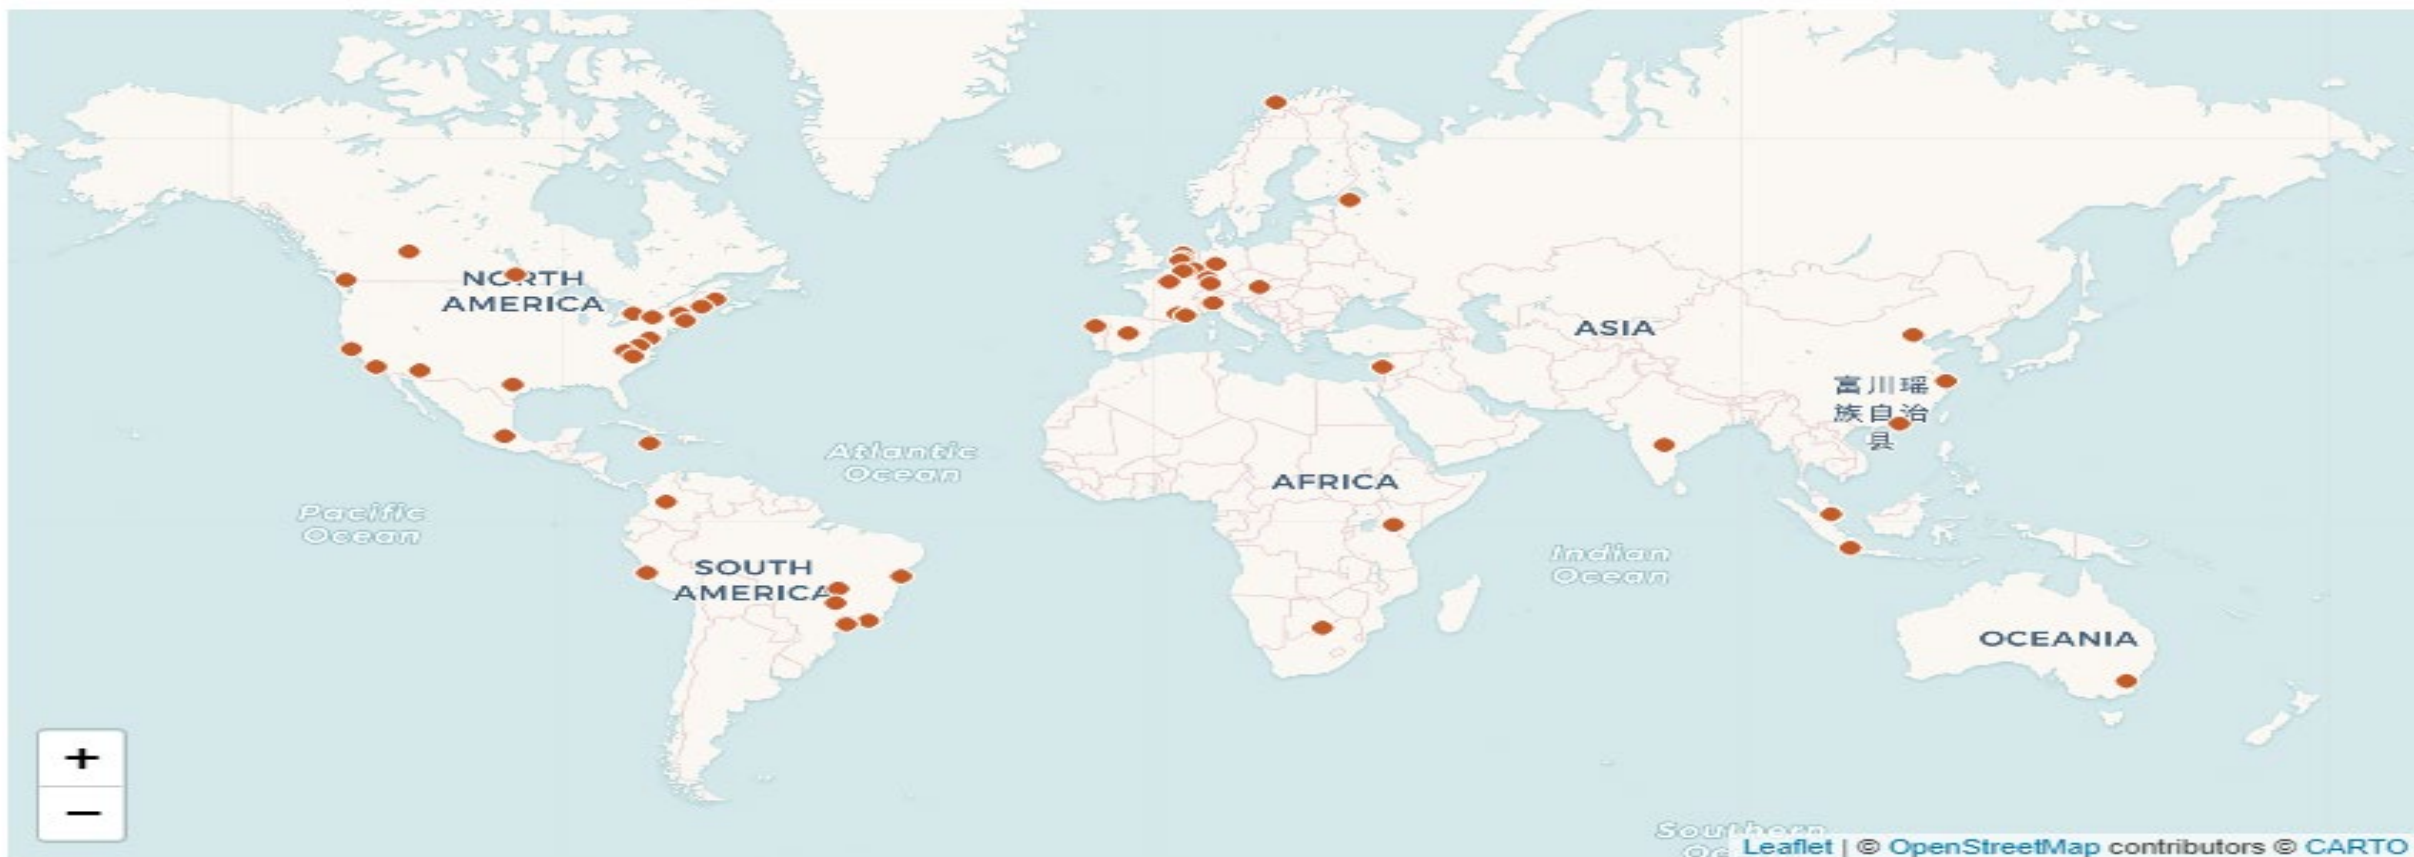 NORTH
AMERICA
ASIA
富川瑶
族自治
县
Atlantic
Ocean
AFRICA
Pacific
Ocean
SOUTH
AMERICA
Indian
Ocean
OCEANIA
+
−
Southern
Leaflet | © OpenStreetMap contributors © CARTO